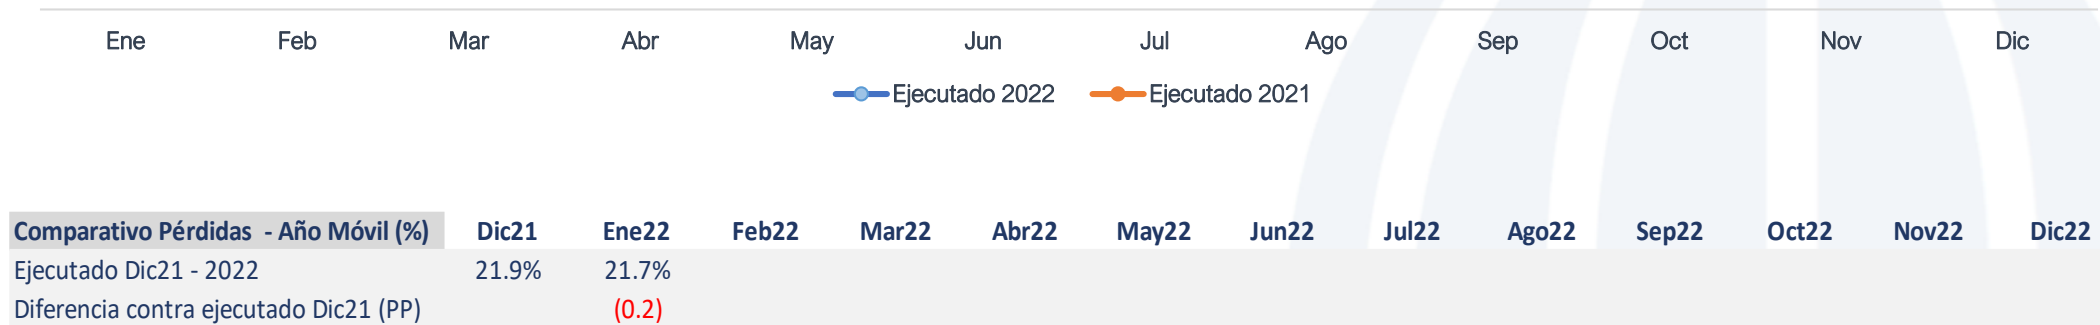 Ene Feb Mar Abr May Jun Jul Ago Sep Oct Nov Dic
Ejecutado 2022 Ejecutado 2021
Comparativo Pérdidas - Año Móvil (%) Dic21 Ene22 Feb22 Mar22 Abr22 May22 Jun22 Jul22 Ago22 Sep22 Oct22 Nov22 Dic22
Ejecutado Dic21 - 2022 21.9% 21.7%
Diferencia contra ejecutado Dic21 (PP) (0.2)